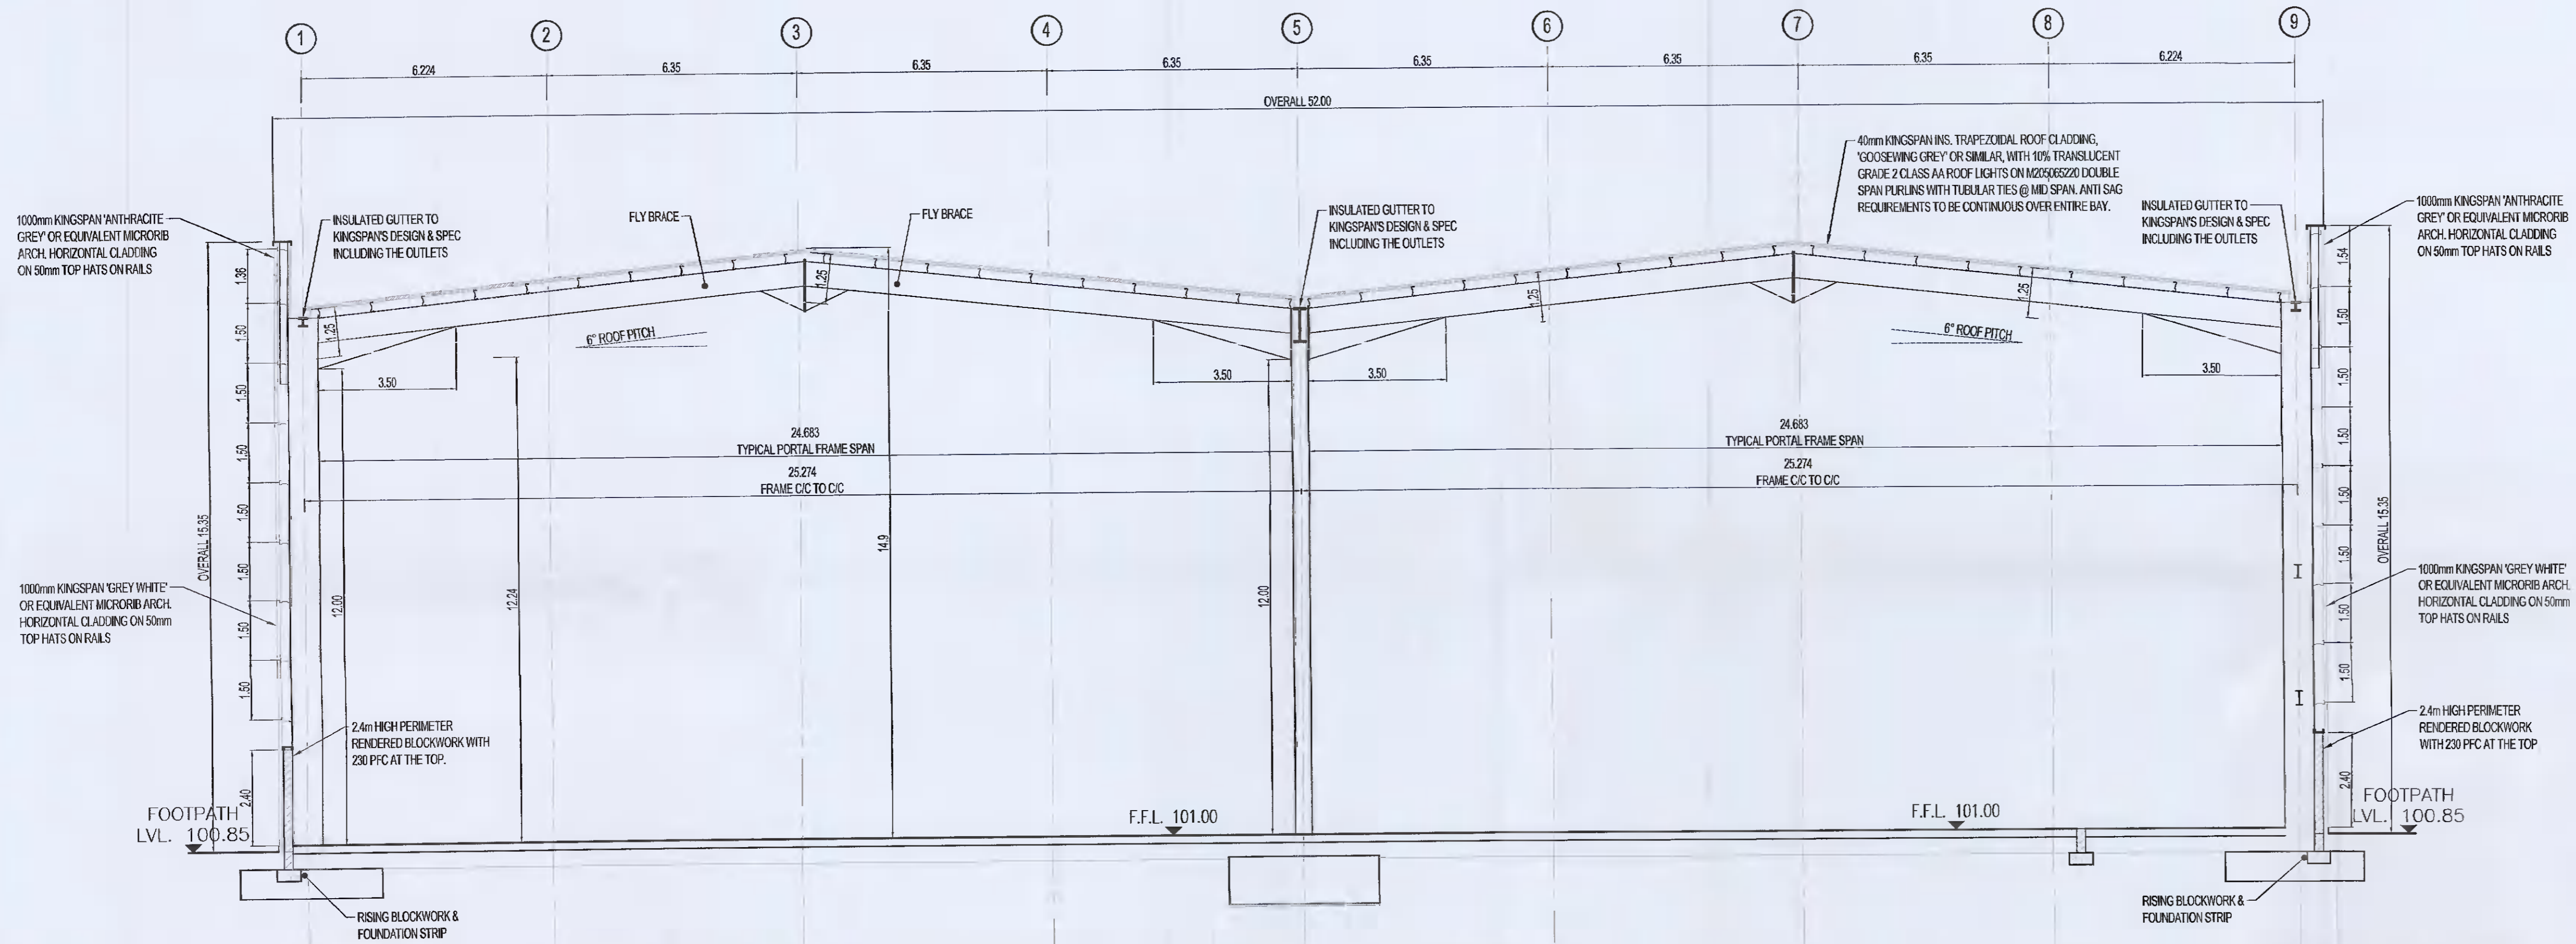 1
2
3
4
5
6
7
8
9
6.224
6.35
6.35
6.35
6.35
6.35
6.35
6.224
OVERALL 52.00
1000mm KINGSPAN 'ANTHRACITE
GREY' OR EQUIVALENT MICRORIB
ARCH. HORIZONTAL CLADDING
ON 50mm TOP HATS ON RAILS
INSULATED GUTTER TO
KINGSPAN'S DESIGN & SPEC
INCLUDING THE OUTLETS
FLY BRACE
FLY BRACE
INSULATED GUTTER TO
KINGSPAN'S DESIGN & SPEC
INCLUDING THE OUTLETS
40mm KINGSPAN INS. TRAPEZOIDAL ROOF CLADDING,
'GOOSEWING GREY' OR SIMILAR, WITH 10% TRANSLUCENT
GRADE 2 CLASS AA ROOF LIGHTS ON M205065220 DOUBLE
SPAN PURLINS WITH TUBULAR TIES @ MID SPAN. ANTI SAG
REQUIREMENTS TO BE CONTINUOUS OVER ENTIRE BAY.
INSULATED GUTTER TO
KINGSPAN'S DESIGN & SPEC
INCLUDING THE OUTLETS
1000mm KINGSPAN 'ANTHRACITE
GREY' OR EQUIVALENT MICRORIB
ARCH. HORIZONTAL CLADDING
ON 50mm TOP HATS ON RAILS
1.36
1.50
1.50
1.50
1.50
1.50
1.50
1.50
2.40
OVERALL 15.35
1.25
1.25
1.25
1.25
6° ROOF PITCH
6° ROOF PITCH
3.50
3.50
3.50
3.50
24.683
TYPICAL PORTAL FRAME SPAN
25.274
FRAME C/C TO C/C
24.683
TYPICAL PORTAL FRAME SPAN
25.274
FRAME C/C TO C/C
12.00
12.24
14.9
12.00
1.54
1.50
1.50
1.50
1.50
1.50
1.50
1.50
2.40
OVERALL 15.35
1000mm KINGSPAN 'GREY WHITE'
OR EQUIVALENT MICRORIB ARCH.
HORIZONTAL CLADDING ON 50mm
TOP HATS ON RAILS
1000mm KINGSPAN 'GREY WHITE'
OR EQUIVALENT MICRORIB ARCH.
HORIZONTAL CLADDING ON 50mm
TOP HATS ON RAILS
2.4m HIGH PERIMETER
RENDERED BLOCKWORK WITH
230 PFC AT THE TOP.
2.4m HIGH PERIMETER
RENDERED BLOCKWORK
WITH 230 PFC AT THE TOP
FOOTPATH
LVL. 100.85
F.F.L. 101.00
F.F.L. 101.00
FOOTPATH
LVL. 100.85
RISING BLOCKWORK &
FOUNDATION STRIP
RISING BLOCKWORK &
FOUNDATION STRIP